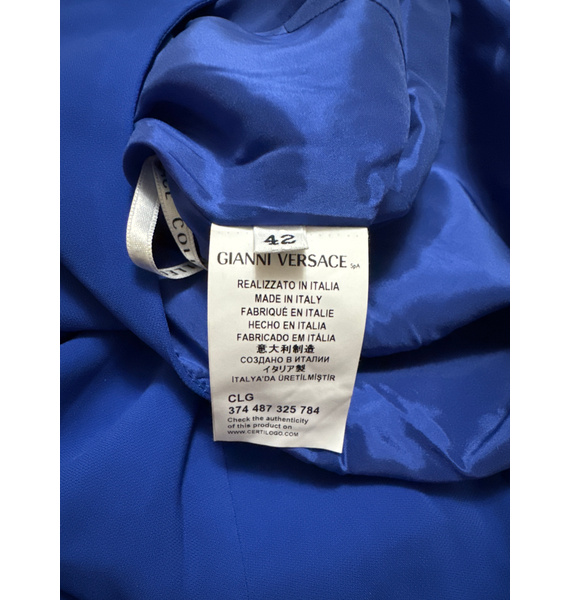 42
GIANNI VERSACE SpA
REALIZZATO IN ITALIA
MADE IN ITALY
FABRIQUÉ EN ITALIE
HECHO EN ITALIA
FABRICADO EM ITÁLIA
意大利制造
СОЗДАНО В ИТАЛИИ
イタリア製
İTALYA'DA ÜRETİLMİŞTİR
CLG
374 487 325 784
Check the authenticity
of this product on
WWW.CERTILOGO.COM